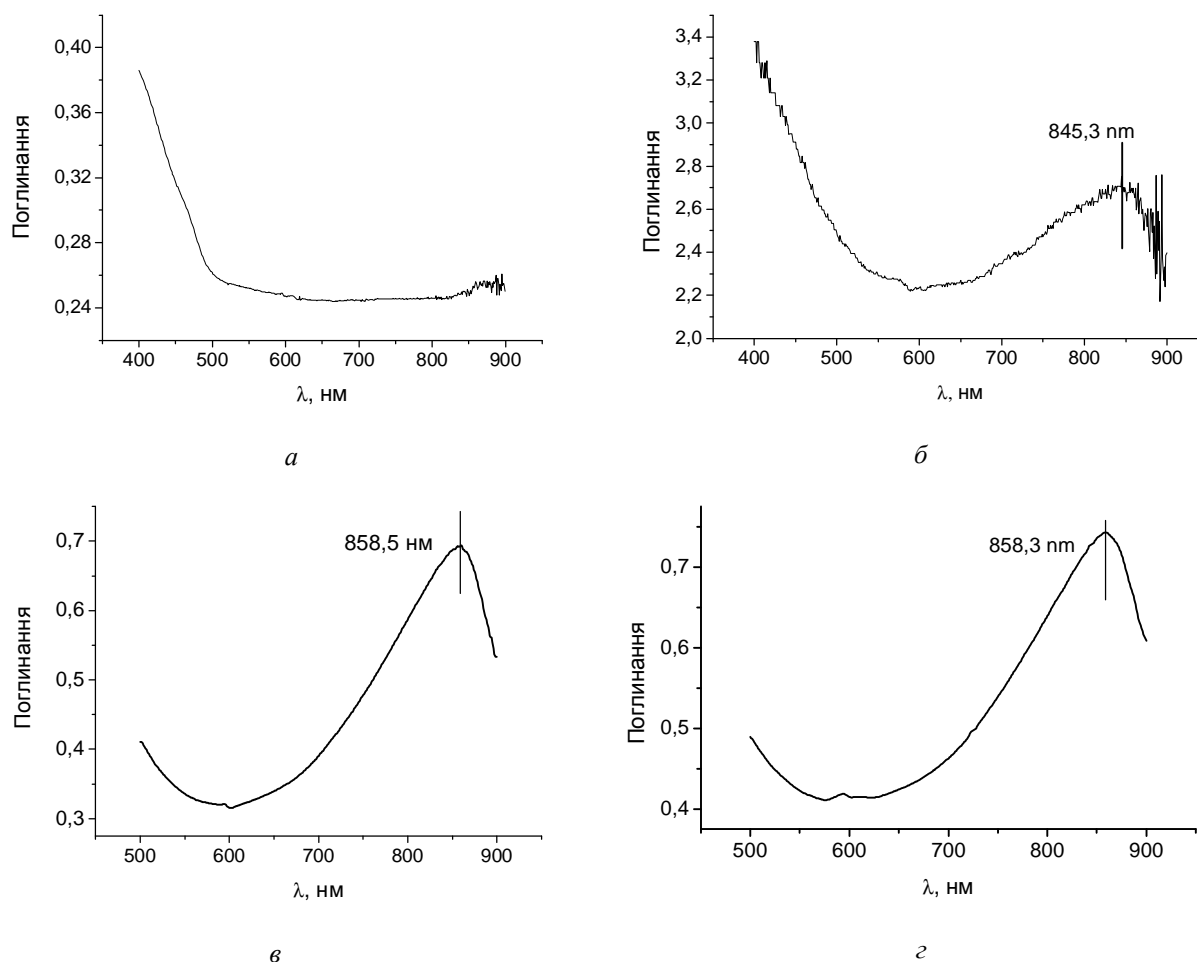 0,40
0,36
0,32
0,28
0,24
Поглинання
400 500 600 700 800 900
λ, нм
а
3,4
3,2
3,0
2,8
2,6
2,4
2,2
2,0
Поглинання
845,3 nm
400 500 600 700 800 900
λ, нм
б
0,7
0,6
0,5
0,4
0,3
Поглинання
858,5 нм
500 600 700 800 900
λ, нм
в
0,7
0,6
0,5
0,4
Поглинання
858,3 nm
500 600 700 800 900
λ, нм
г